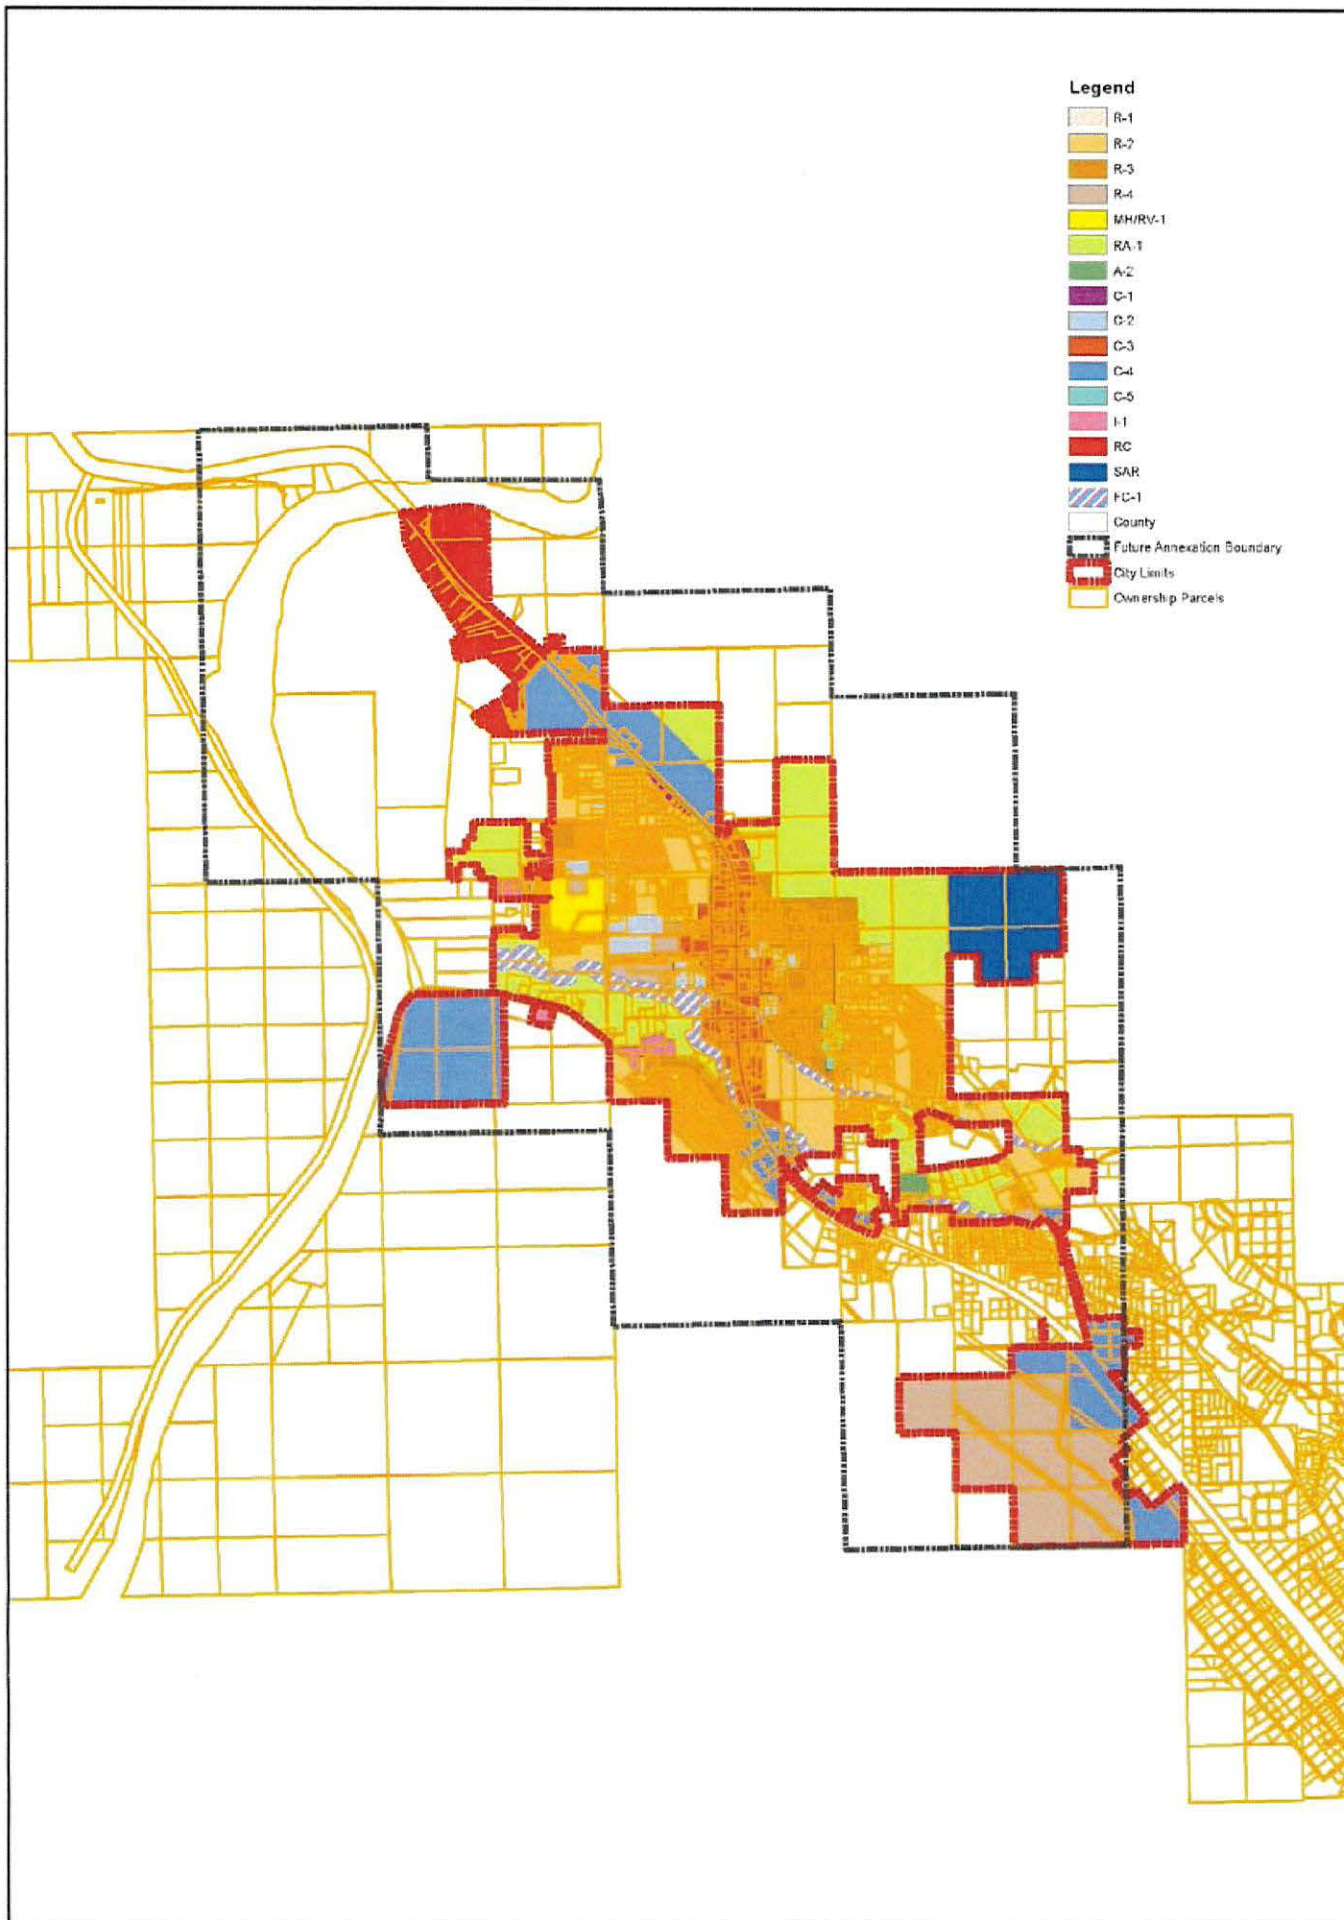 Legend
R-1
R-2
R-3
R-4
MH/RV-1
RA-1
A-2
C-1
C-2
C-3
C-4
C-5
I-1
RC
SAR
FC-1
County
Future Annexation Boundary
City Limits
Ownership Parcels